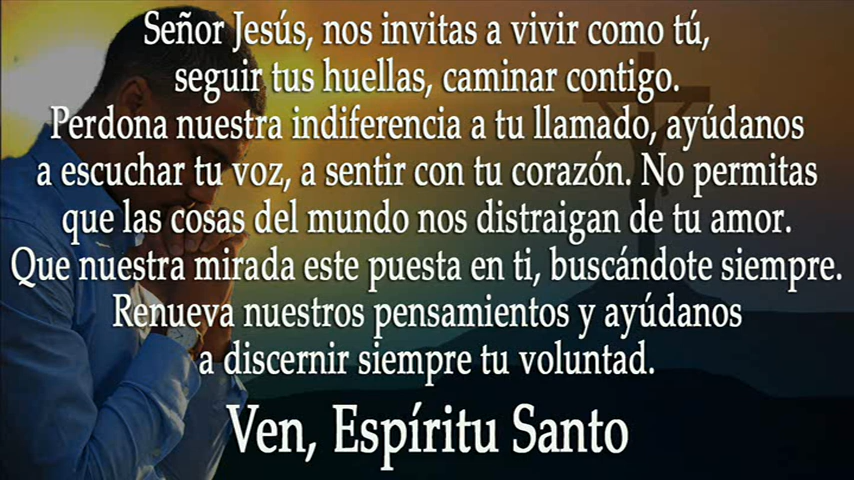 Señor Jesús, nos invitas a vivir como tú,
seguir tus huellas, caminar contigo.
Perdona nuestra indiferencia a tu llamado, ayúdanos
a escuchar tu voz, a sentir con tu corazón. No permitas
que las cosas del mundo nos distraigan de tu amor.
Que nuestra mirada este puesta en ti, buscándote siempre.
Renueva nuestros pensamientos y ayúdanos
a discernir siempre tu voluntad.
Ven, Espíritu Santo